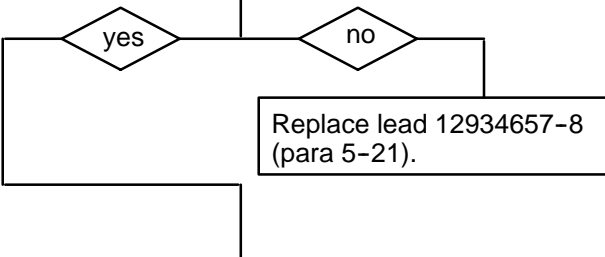 yes
no
Replace lead 12934657-8
(para 5-21).